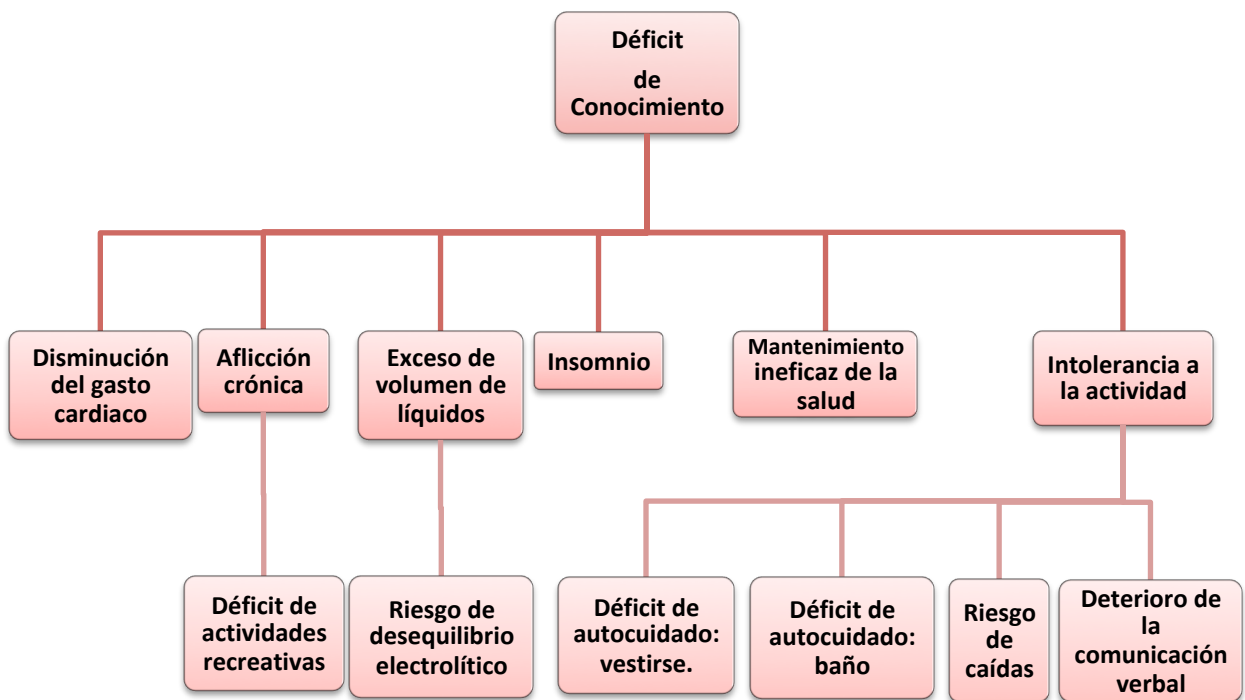 Déficit
de
Conocimiento
Disminución
del gasto
cardiaco
Aflicción
crónica
Exceso de
volumen de
líquidos
Insomnio
Mantenimiento
ineficaz de la
salud
Intolerancia a
la actividad
Déficit de
actividades
recreativas
Riesgo de
desequilibrio
electrolítico
Déficit de
autocuidado:
vestirse.
Déficit de
autocuidado:
baño
Riesgo
de
caídas
Deterioro de
la
comunicación
verbal